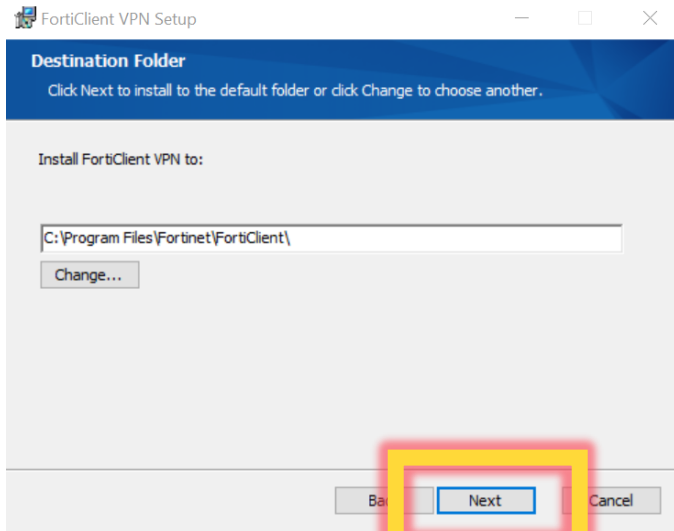 FortiClient VPN Setup
Destination Folder
Click Next to install to the default folder or click Change to choose another.
Install FortiClient VPN to:
C:\Program Files\Fortinet\FortiClient\
Change...
Next Cancel